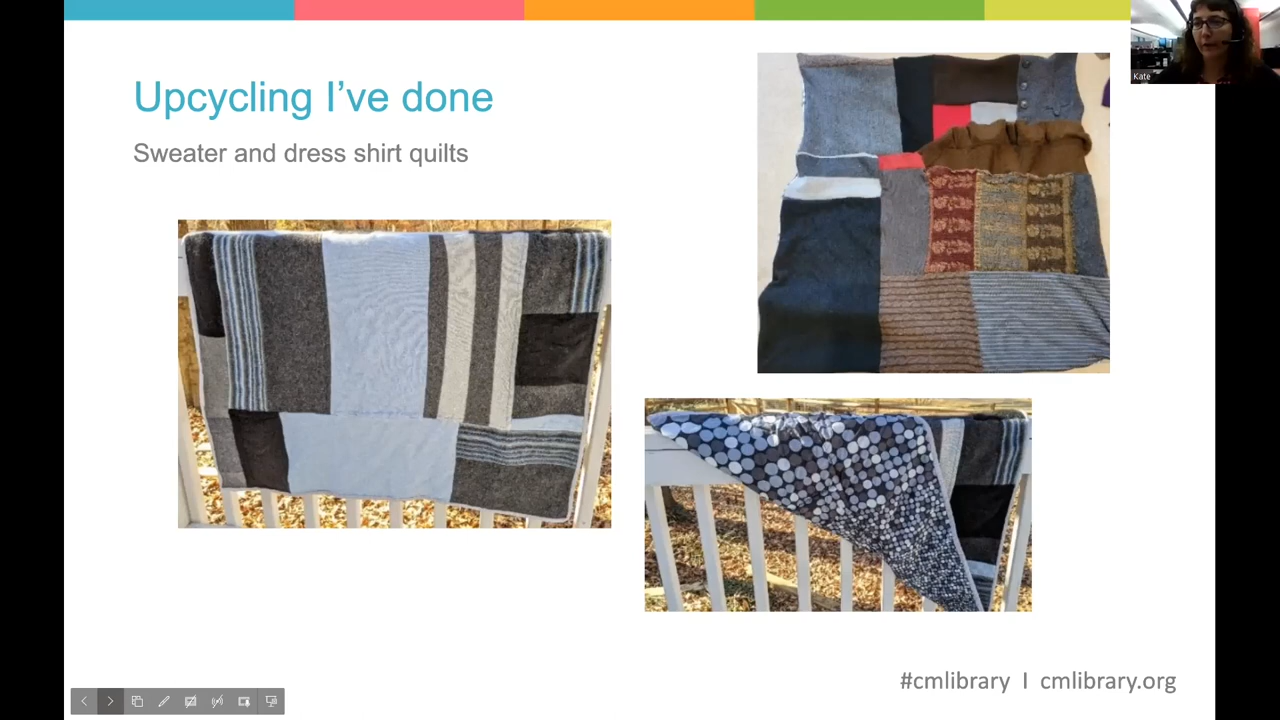 Upcycling I've done
Sweater and dress shirt quilts
Kate
#cmlibrary I cmlibrary.org